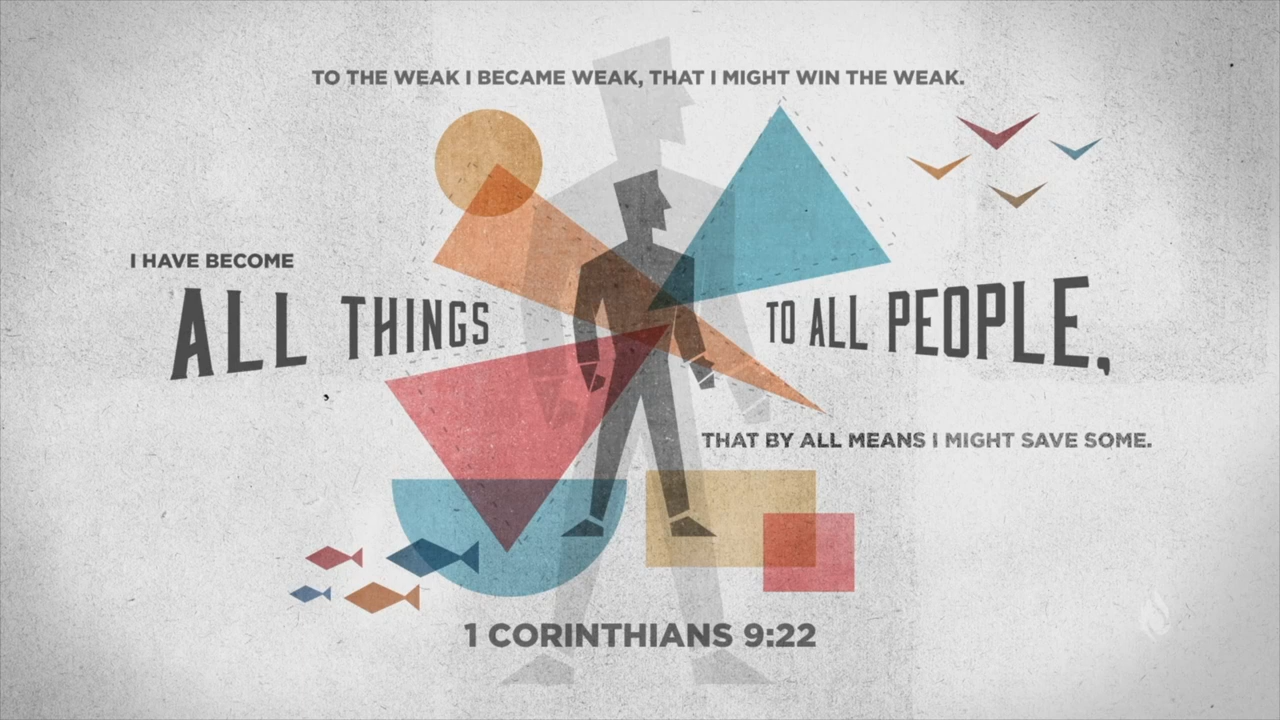 TO THE WEAK I BECAME WEAK, THAT I MIGHT WIN THE WEAK.
I HAVE BECOME
ALL THINGS TO ALL PEOPLE,
THAT BY ALL MEANS I MIGHT SAVE SOME.
1 CORINTHIANS 9:22